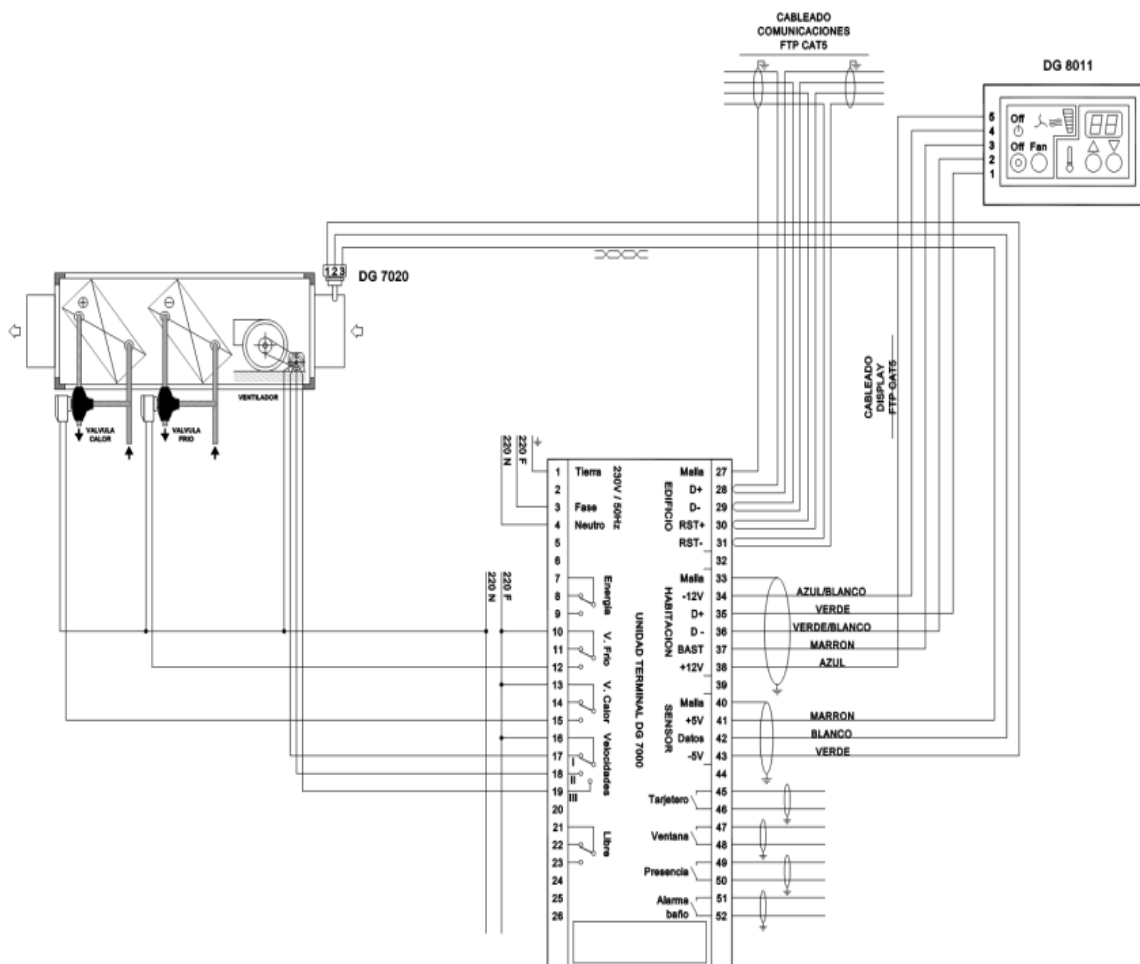 CABLEADO
COMUNICACIONES
FTP CAT5
DG 8011
5
4
3
2
1
Off
Off Fan
88
1 2 3
DG 7020
VENTILADOR
VALVULA
CALOR
VALVULA
FRIO
CABLEADO
DISPLAY
FTP CAT5
220 N
220 F
220 N
220 F
230V / 50Hz
UNIDAD TERMINAL DG 7000
1 Tierra
2
3 Fase
4 Neutro
5
6
7
8
9
Energia
10
11
12
V. Frio
13
14
15
V. Calor
16
17
18
19
Velocidades
I
II
III
20
21
22
23
Libre
24
25
26
EDIFICIO
Malla 27
D+ 28
D- 29
RST+ 30
RST- 31
32
HABITACION
Malla 33
-12V 34 AZUL/BLANCO
D+ 35 VERDE
D - 36 VERDE/BLANCO
BAST 37 MARRON
+12V 38 AZUL
39
SENSOR
Malla 40
+5V 41 MARRON
Datos 42 BLANCO
-5V 43 VERDE
44
Tarjetero 45
46
Ventana 47
48
Presencia 49
50
Alarma 51
baño 52